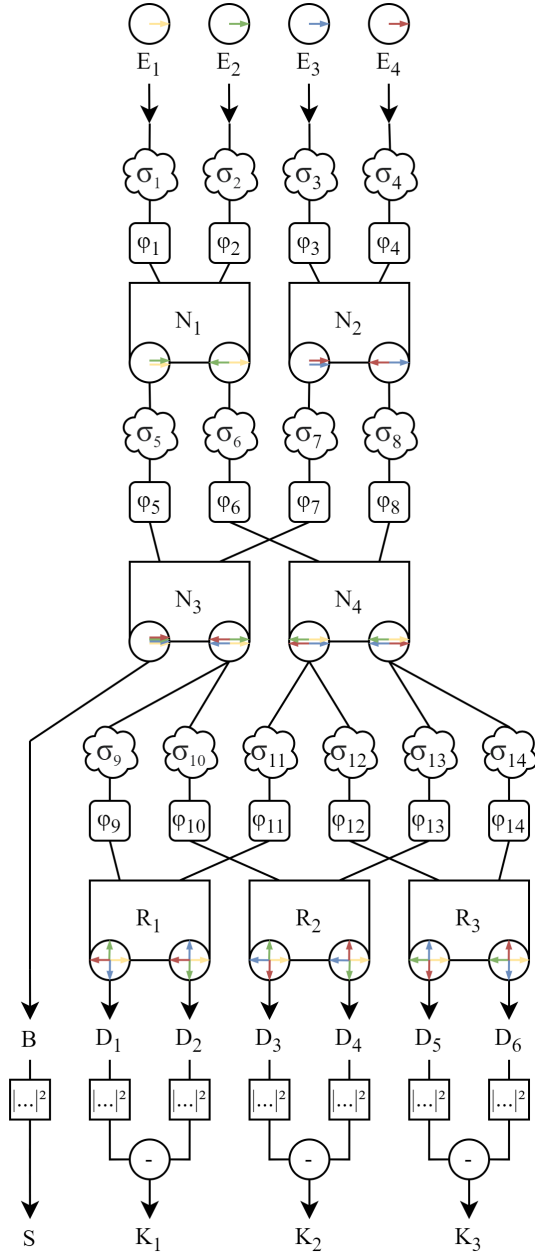 E₁ E₂ E₃ E₄
σ₁ σ₂ σ₃ σ₄
φ₁ φ₂ φ₃ φ₄
N₁ N₂
σ₅ σ₆ σ₇ σ₈
φ₅ φ₆ φ₇ φ₈
N₃ N₄
σ₉ σ₁₀ σ₁₁ σ₁₂ σ₁₃ σ₁₄
φ₉ φ₁₀ φ₁₁ φ₁₂ φ₁₃ φ₁₄
R₁ R₂ R₃
B D₁ D₂ D₃ D₄ D₅ D₆
|...|² |...|² |...|² |...|² |...|² |...|² |...|²
- - -
S K₁ K₂ K₃